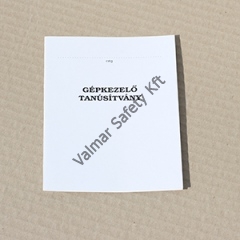 GÉPKEZELŐ
TANÚSÍTVÁNY
Valmar Safety Kft